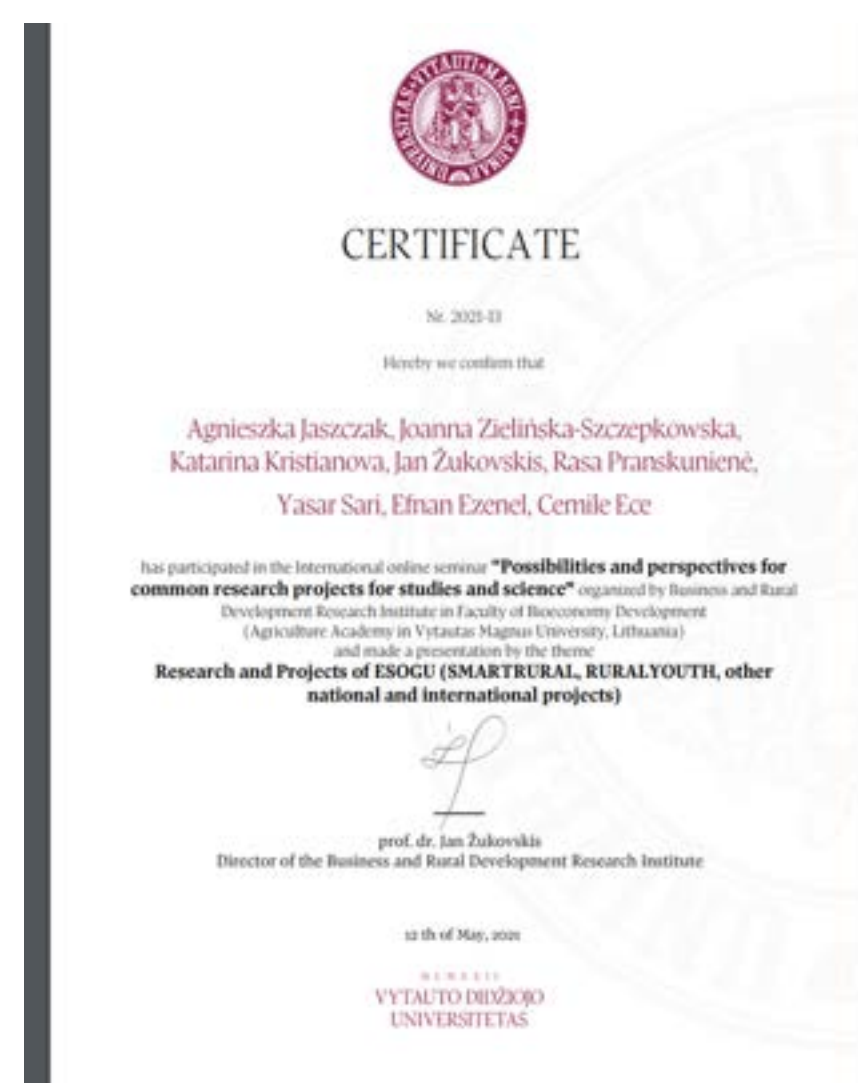 UNIVERSITAS • VYTAUTI • MAGNI
CERTIFICATE
Nr. 2021-13
Hereby we confirm that
Agnieszka Jaszczak, Joanna Zielińska-Szczepkowska,
Katarina Kristianova, Jan Žukovskis, Rasa Pranskunienė,
Yasar Sari, Efnan Ezenel, Cemile Ece
has participated in the International online seminar "Possibilities and perspectives for
common research projects for studies and science" organized by Business and Rural
Development Research Institute in Faculty of Bioeconomy Development
(Agriculture Academy in Vytautas Magnus University, Lithuania)
and made a presentation by the theme
Research and Projects of ESOGU (SMARTRURAL, RURALYOUTH, other
national and international projects)
prof. dr. Jan Žukovskis
Director of the Business and Rural Development Research Institute
12 th of May, 2021
VYTAUTO DIDŽIOJO
UNIVERSITETAS